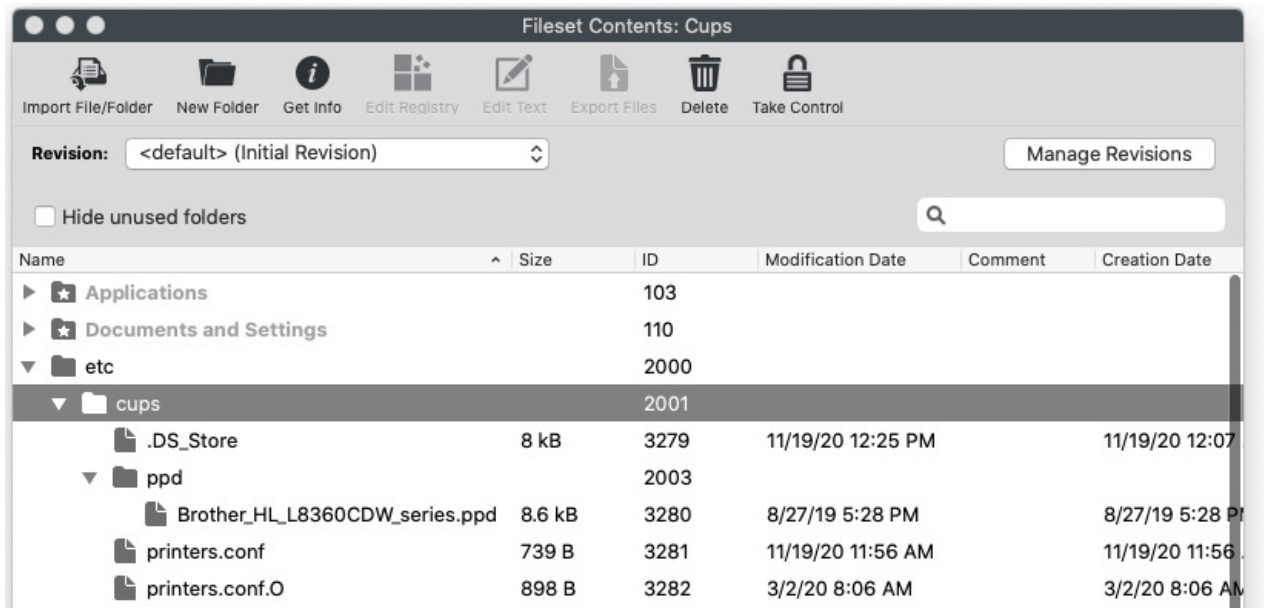 Fileset Contents: Cups
Import File/Folder New Folder Get Info Edit Registry Edit Text Export Files Delete Take Control
Revision: <default> (Initial Revision) Manage Revisions
Hide unused folders
Name Size ID Modification Date Comment Creation Date
Applications 103
Documents and Settings 110
etc 2000
cups 2001
.DS_Store 8 kB 3279 11/19/20 12:25 PM 11/19/20 12:07
ppd 2003
Brother_HL_L8360CDW_series.ppd 8.6 kB 3280 8/27/19 5:28 PM 8/27/19 5:28 PM
printers.conf 739 B 3281 11/19/20 11:56 AM 11/19/20 11:56
printers.conf.O 898 B 3282 3/2/20 8:06 AM 3/2/20 8:06 AM